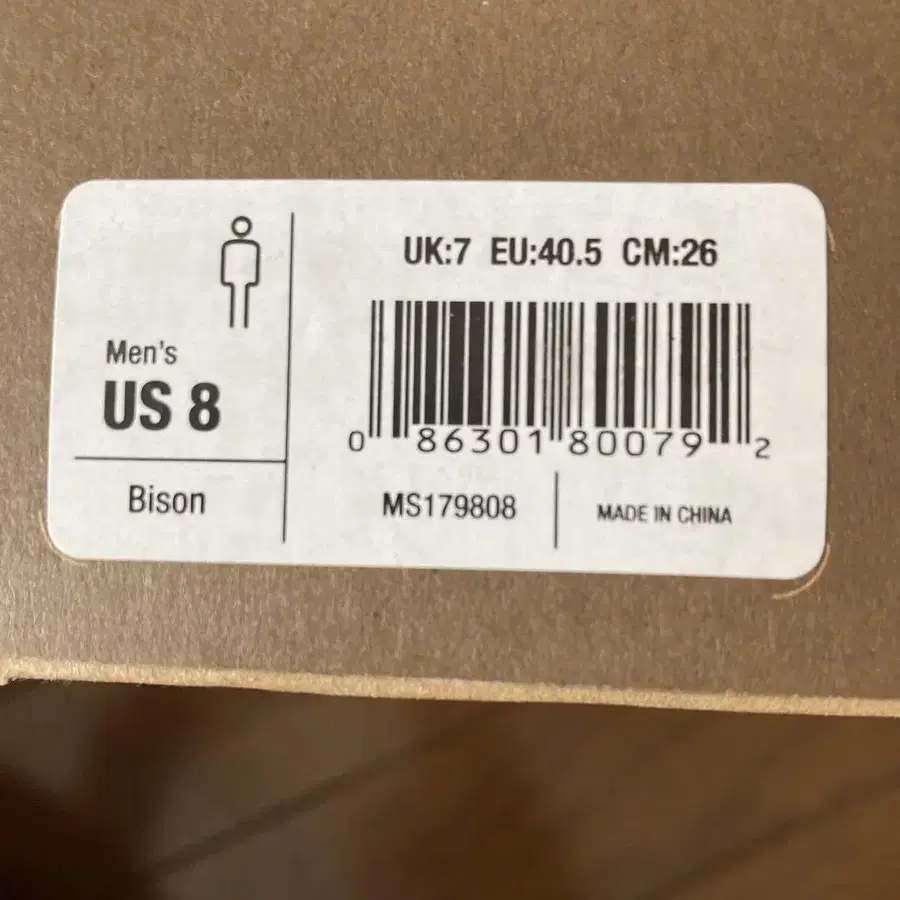 Men's
US 8
Bison
UK:7 EU:40.5 CM:26
0 86301 80079 2
MS179808
MADE IN CHINA